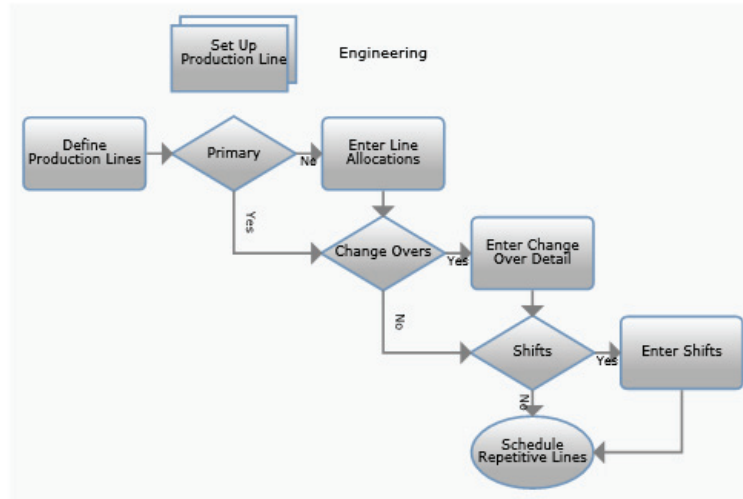 Set Up
Production Line
Engineering
Define
Production Lines
Primary
No
Enter Line
Allocations
Yes
Change Overs
Yes
Enter Change
Over Detail
No
Shifts
Yes
Enter Shifts
No
Schedule
Repetitive Lines